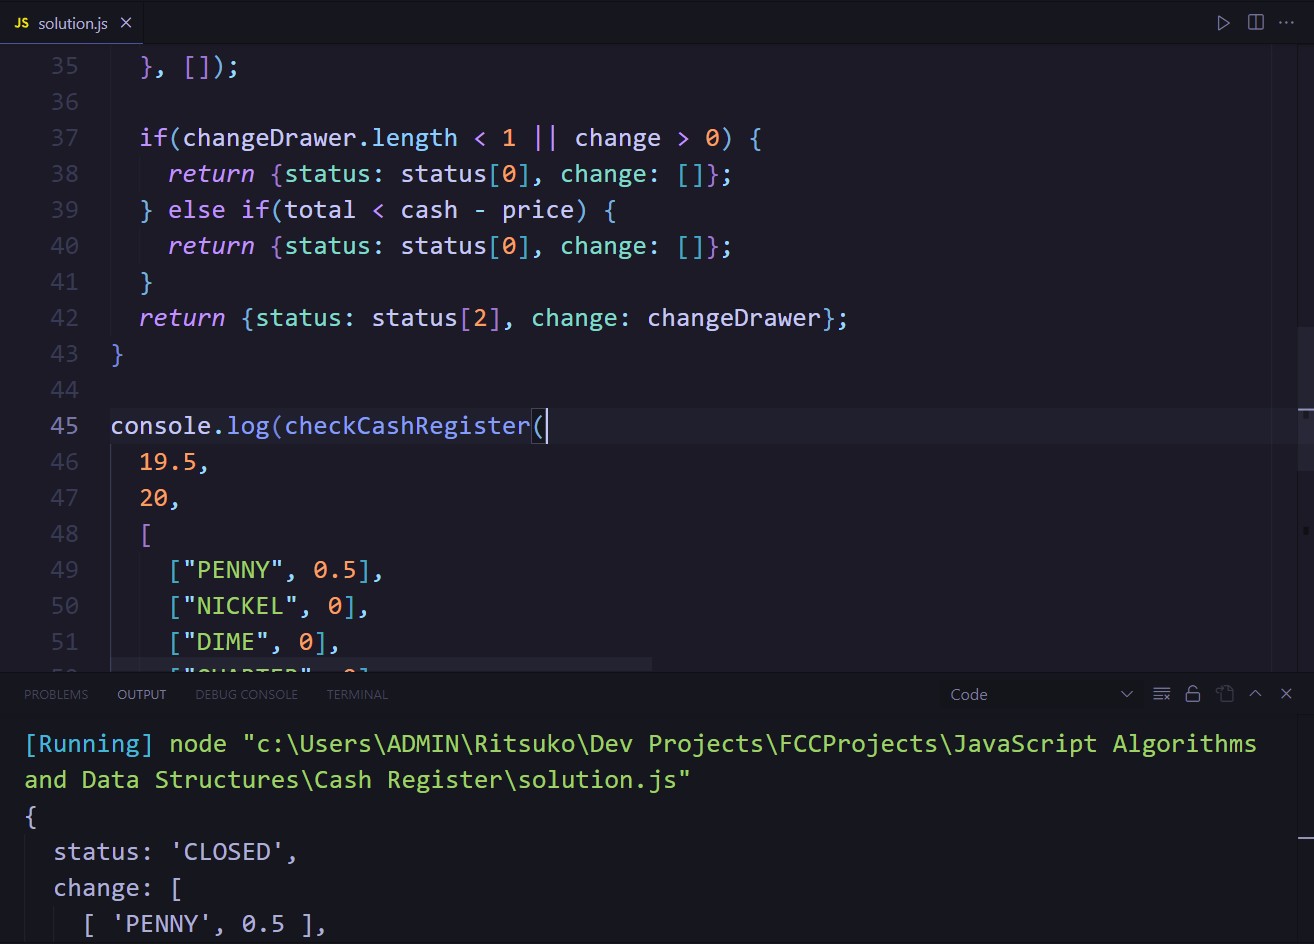 JS solution.js
35 }, []);
36
37 if(changeDrawer.length < 1 || change > 0) {
38 return {status: status[0], change: []};
39 } else if(total < cash - price) {
40 return {status: status[0], change: []};
41 }
42 return {status: status[2], change: changeDrawer};
43 }
44
45 console.log(checkCashRegister(
46 19.5,
47 20,
48 [
49 ["PENNY", 0.5],
50 ["NICKEL", 0],
51 ["DIME", 0],
PROBLEMS OUTPUT DEBUG CONSOLE TERMINAL Code
[Running] node "c:\Users\ADMIN\Ritsuko\Dev Projects\FCCProjects\JavaScript Algorithms
and Data Structures\Cash Register\solution.js"
{
status: 'CLOSED',
change: [
[ 'PENNY', 0.5 ],